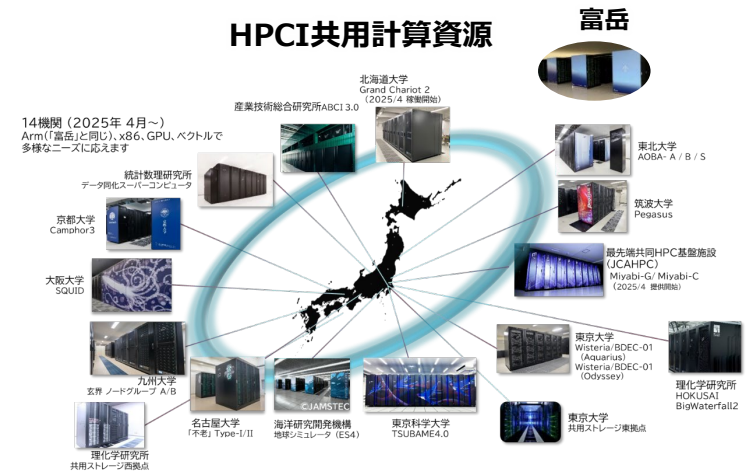 HPCI共用計算資源
富岳
14機関 (2025年 4月～)
Arm(「富岳」と同じ)、x86、GPU、ベクトルで
多様なニーズに応えます
北海道大学
Grand Chariot 2
(2025/4 稼働開始)
産業技術総合研究所ABCI 3.0
統計数理研究所
データ同化スーパーコンピュータ
京都大学
Camphor3
大阪大学
SQUID
九州大学
玄界 ノードグループ A/B
理化学研究所
共用ストレージ西拠点
名古屋大学
「不老」 Type-I/II
©JAMSTEC
海洋研究開発機構
地球シミュレータ (ES4)
東京科学大学
TSUBAME4.0
東北大学
AOBA- A / B / S
筑波大学
Pegasus
最先端共同HPC基盤施設
(JCAHPC)
Miyabi-G/ Miyabi-C
(2025/4 提供開始)
東京大学
Wisteria/BDEC-01
(Aquarius)
Wisteria/BDEC-01
(Odyssey)
理化学研究所
HOKUSAI
BigWaterfall2
東京大学
共用ストレージ東拠点